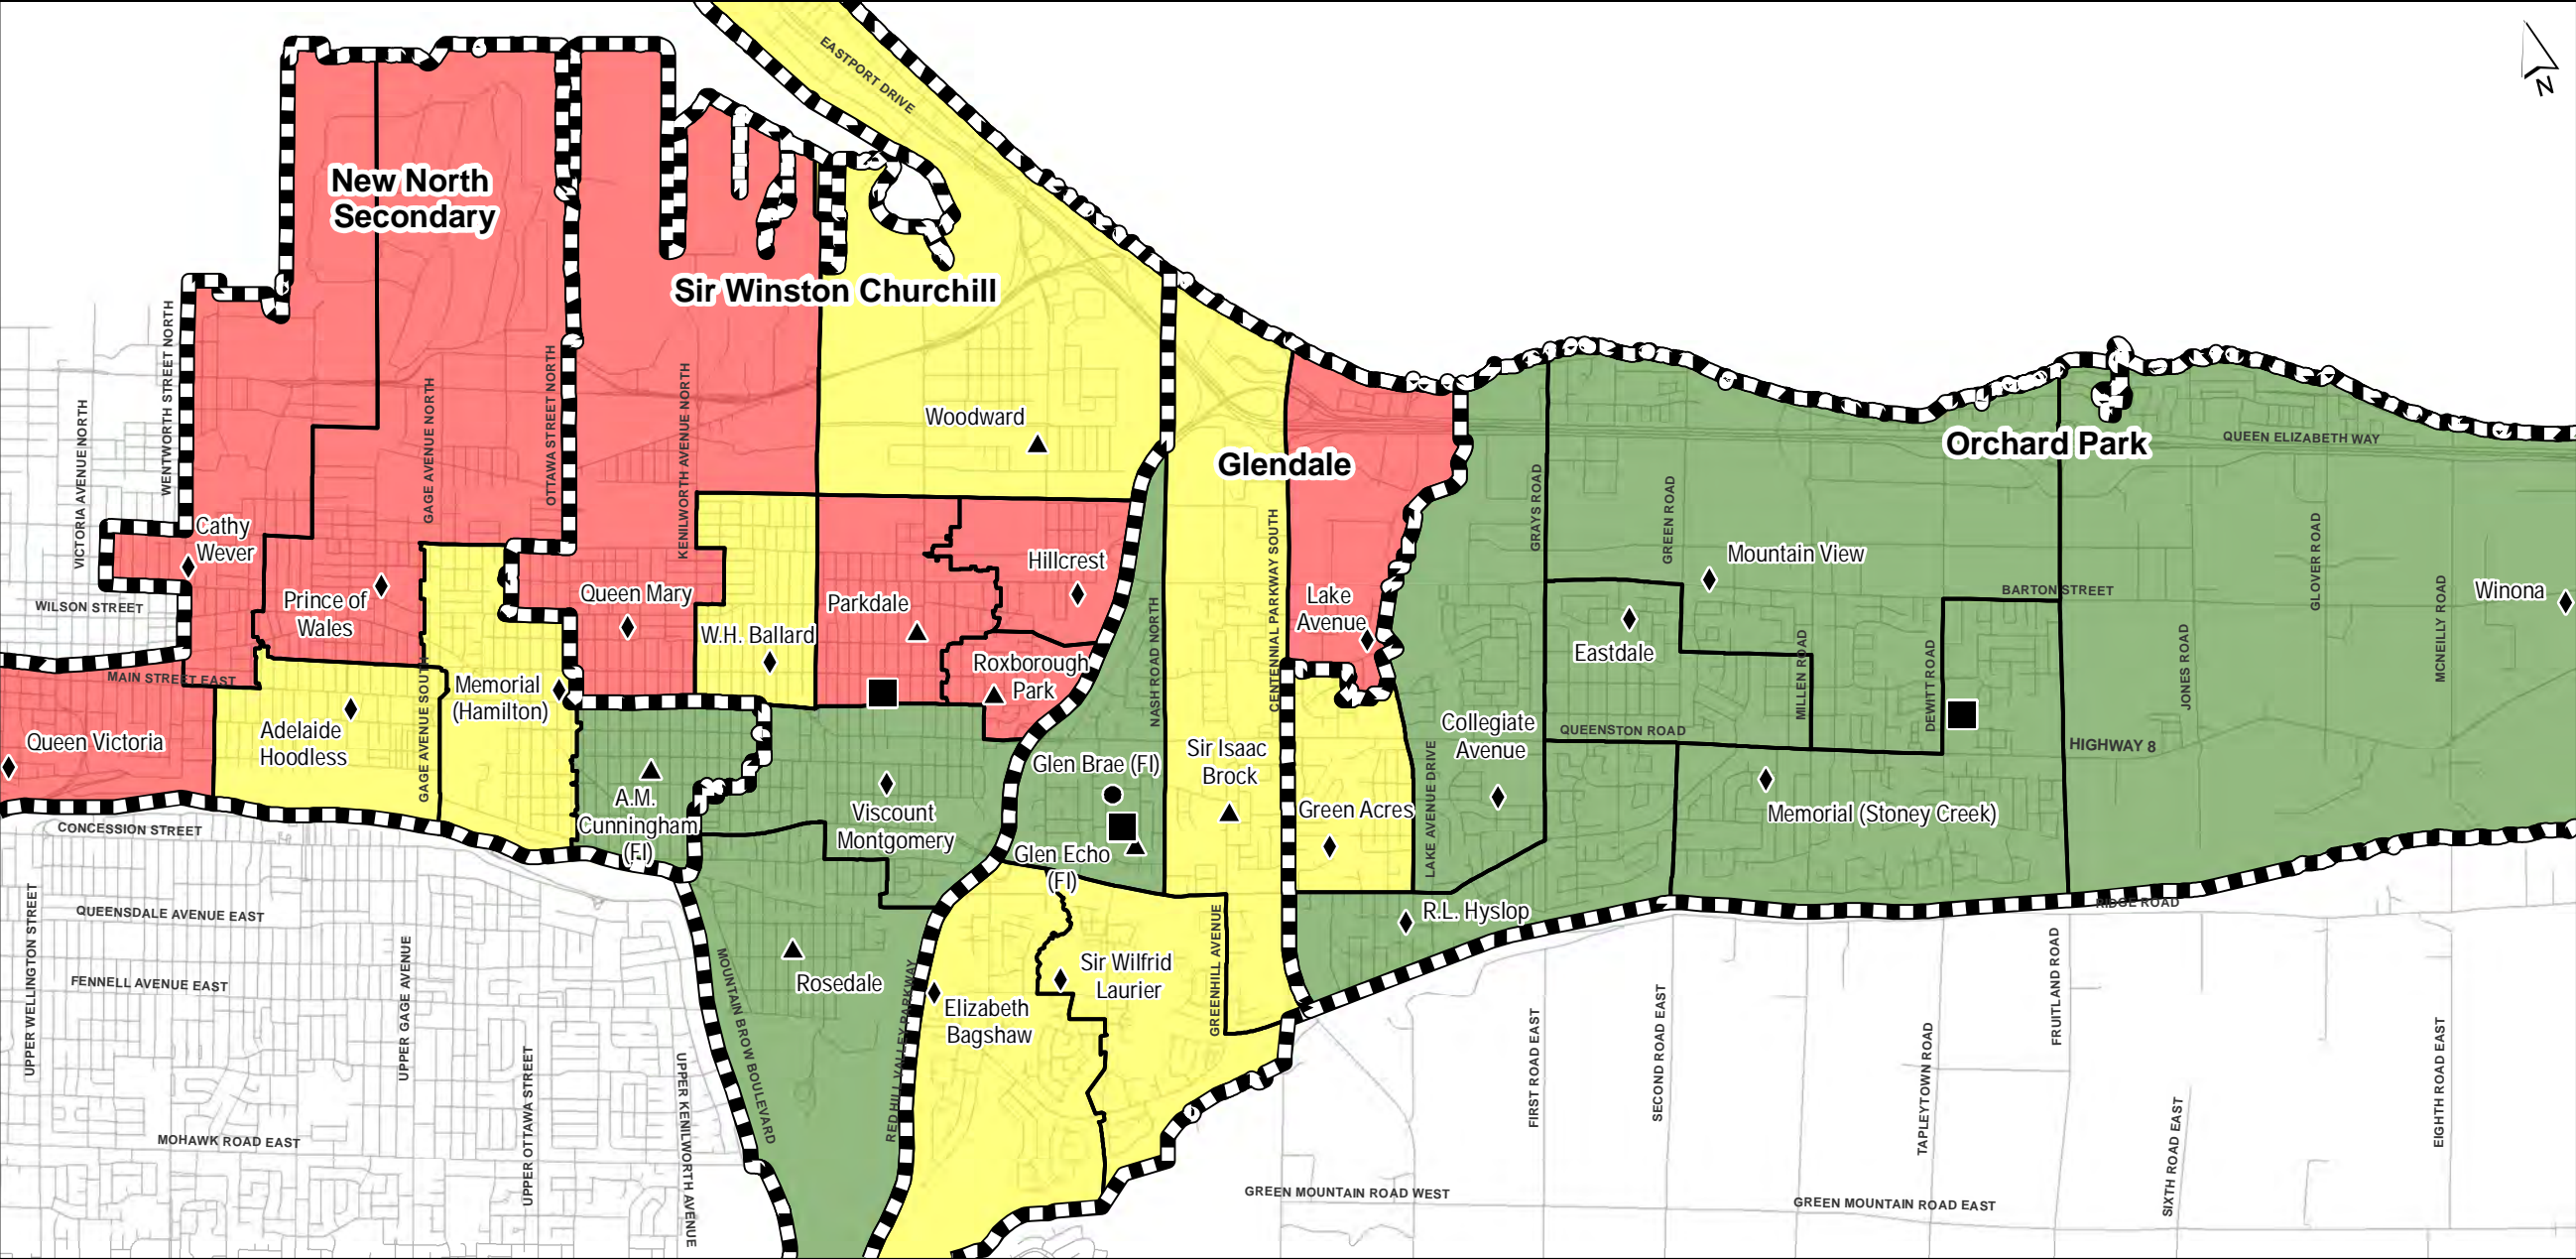 EASTPORT DRIVE
N
New North
Secondary
Sir Winston Churchill
Glendale
Orchard Park
QUEEN ELIZABETH WAY
VICTORIA AVENUE NORTH
WENTWORTH STREET NORTH
GAGE AVENUE NORTH
OTTAWA STREET NORTH
KENILWORTH AVENUE NORTH
Woodward
CENTENNIAL PARKWAY SOUTH
GRAYS ROAD
GREEN ROAD
GLOVER ROAD
MCNEILLY ROAD
Cathy
Wever
Prince of
Wales
Queen Mary
Parkdale
Hillcrest
Lake
Avenue
Mountain View
BARTON STREET
Winona
WILSON STREET
W.H. Ballard
Roxborough
Park
NASH ROAD NORTH
Eastdale
MILLEN ROAD
DEWITT ROAD
JONES ROAD
MAIN STREET EAST
Memorial
(Hamilton)
Queen Victoria
Adelaide
Hoodless
GAGE AVENUE SOUTH
Collegiate
Avenue
QUEENSTON ROAD
HIGHWAY 8
Glen Brae (FI)
Sir Isaac
Brock
A.M.
Cunningham
(FI)
Viscount
Montgomery
Glen Echo
(FI)
Green Acres
LAKE AVENUE DRIVE
Memorial (Stoney Creek)
CONCESSION STREET
R.L. Hyslop
RIDGE ROAD
QUEENSDALE AVENUE EAST
UPPER WELLINGTON STREET
FENNELL AVENUE EAST
UPPER GAGE AVENUE
MOUNTAIN BROW BOULEVARD
Rosedale
REDHILL VALLEY PARKWAY
Elizabeth
Bagshaw
Sir Wilfrid
Laurier
GREENHILL AVENUE
FIRST ROAD EAST
SECOND ROAD EAST
TAPLEYTOWN ROAD
FRUITLAND ROAD
SIXTH ROAD EAST
EIGHTH ROAD EAST
UPPER OTTAWA STREET
UPPER KENILWORTH AVENUE
MOHAWK ROAD EAST
GREEN MOUNTAIN ROAD WEST
GREEN MOUNTAIN ROAD EAST